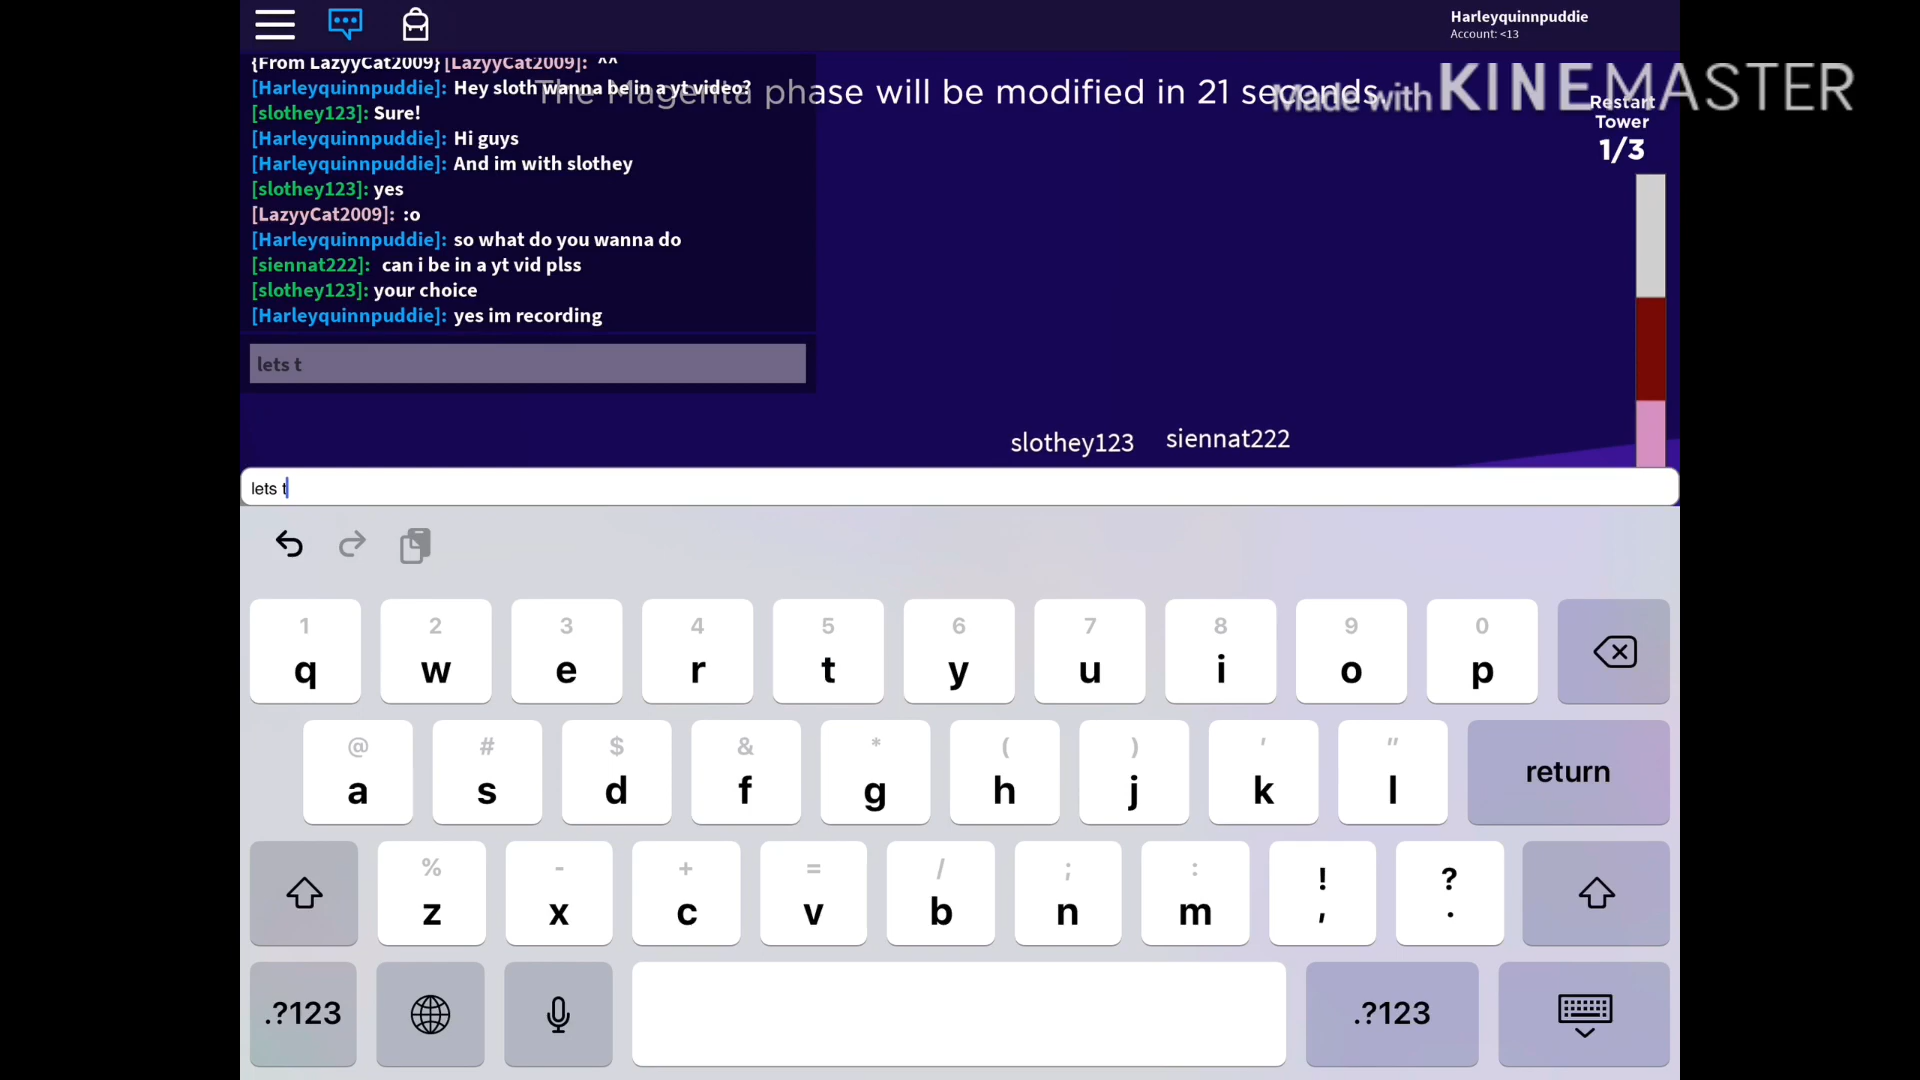 Harleyquinnpuddie
Account: <13
{From LazyyCat2009} [LazyyCat2009]: ^^
[Harleyquinnpuddie]: Hey sloth wanna be in a yt video?
The Magenta phase will be modified in 21 seconds.
Made with KINEMASTER
[slothey123]: Sure!
Restart
Tower
1/3
[Harleyquinnpuddie]: Hi guys
[Harleyquinnpuddie]: And im with slothey
[slothey123]: yes
[LazyyCat2009]: :o
[Harleyquinnpuddie]: so what do you wanna do
[siennat222]: can i be in a yt vid plss
[slothey123]: your choice
[Harleyquinnpuddie]: yes im recording
lets t
slothey123 siennat222
lets t
1 2 3 4 5 6 7 8 9 0
q w e r t y u i o p
@ # $ & * ( ) ' "
a s d f g h j k l return
% - + = / ; : ! ?
z x c v b n m , .
.?123 .?123